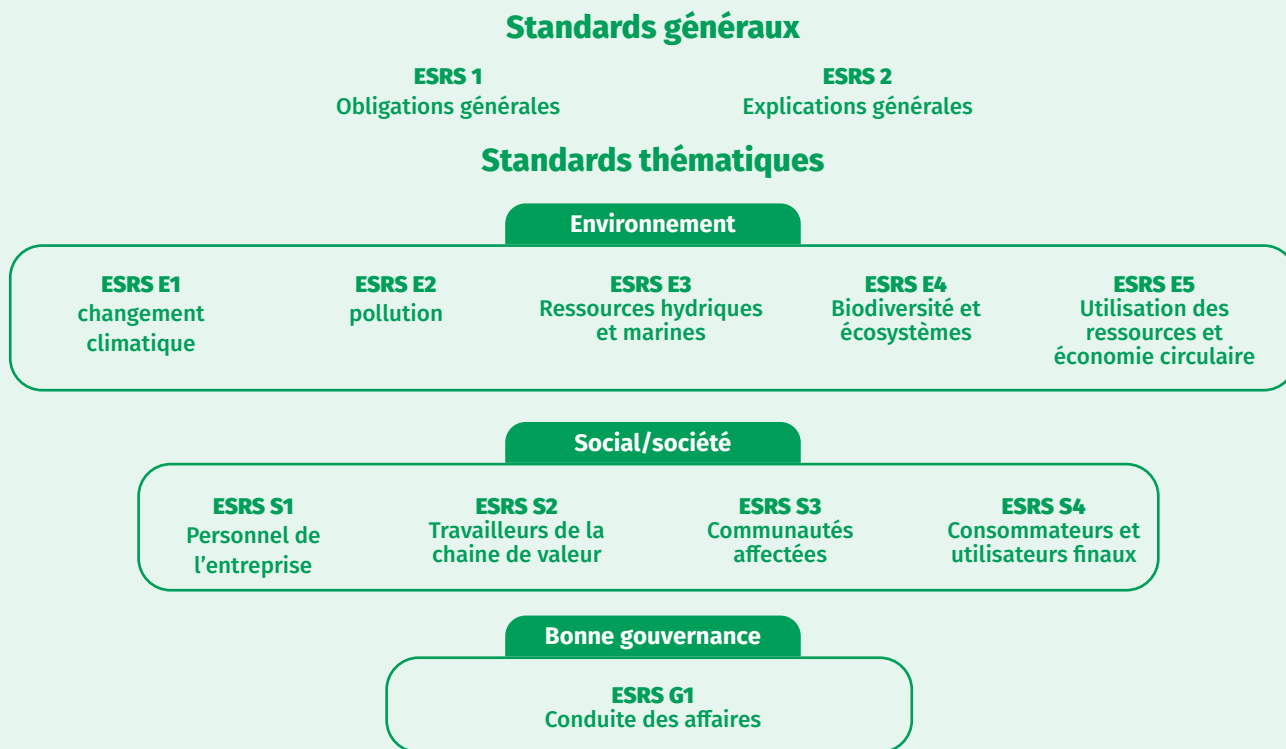 Standards généraux
ESRS 1
Obligations générales
ESRS 2
Explications générales
Standards thématiques
Environnement
ESRS E1
changement
climatique
ESRS E2
pollution
ESRS E3
Ressources hydriques
et marines
ESRS E4
Biodiversité et
écosystèmes
ESRS E5
Utilisation des
ressources et
économie circulaire
Social/société
ESRS S1
Personnel de
l'entreprise
ESRS S2
Travailleurs de la
chaine de valeur
ESRS S3
Communautés
affectées
ESRS S4
Consommateurs et
utilisateurs finaux
Bonne gouvernance
ESRS G1
Conduite des affaires